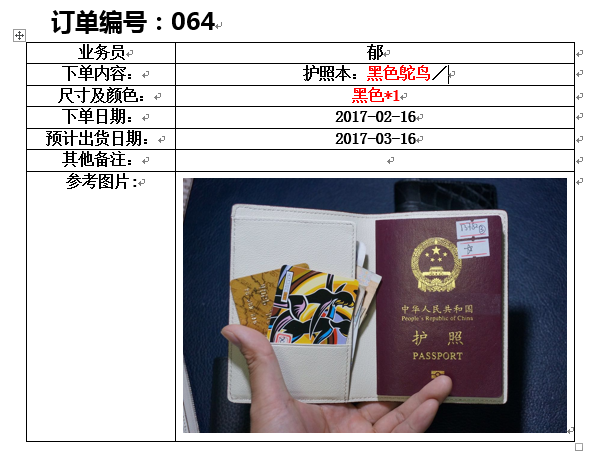 订单编号：064
业务员 郁
下单内容： 护照本：黑色鸵鸟／
尺寸及颜色： 黑色*1
下单日期： 2017-02-16
预计出货日期： 2017-03-16
其他备注：
参考图片:
中华人民共和国
People's Republic of China
护 照
PASSPORT